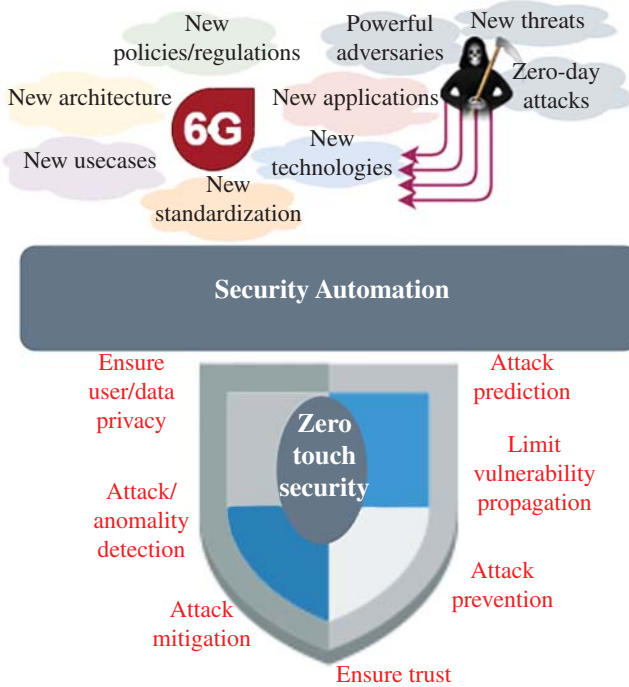 New
policies/regulations
Powerful
adversaries
New threats
Zero-day
attacks
New architecture
6G
New applications
New usecases
New
technologies
New
standardization
Security Automation
Ensure
user/data
privacy
Attack
prediction
Zero
touch
security
Limit
vulnerability
propagation
Attack/
anomality
detection
Attack
prevention
Attack
mitigation
Ensure trust